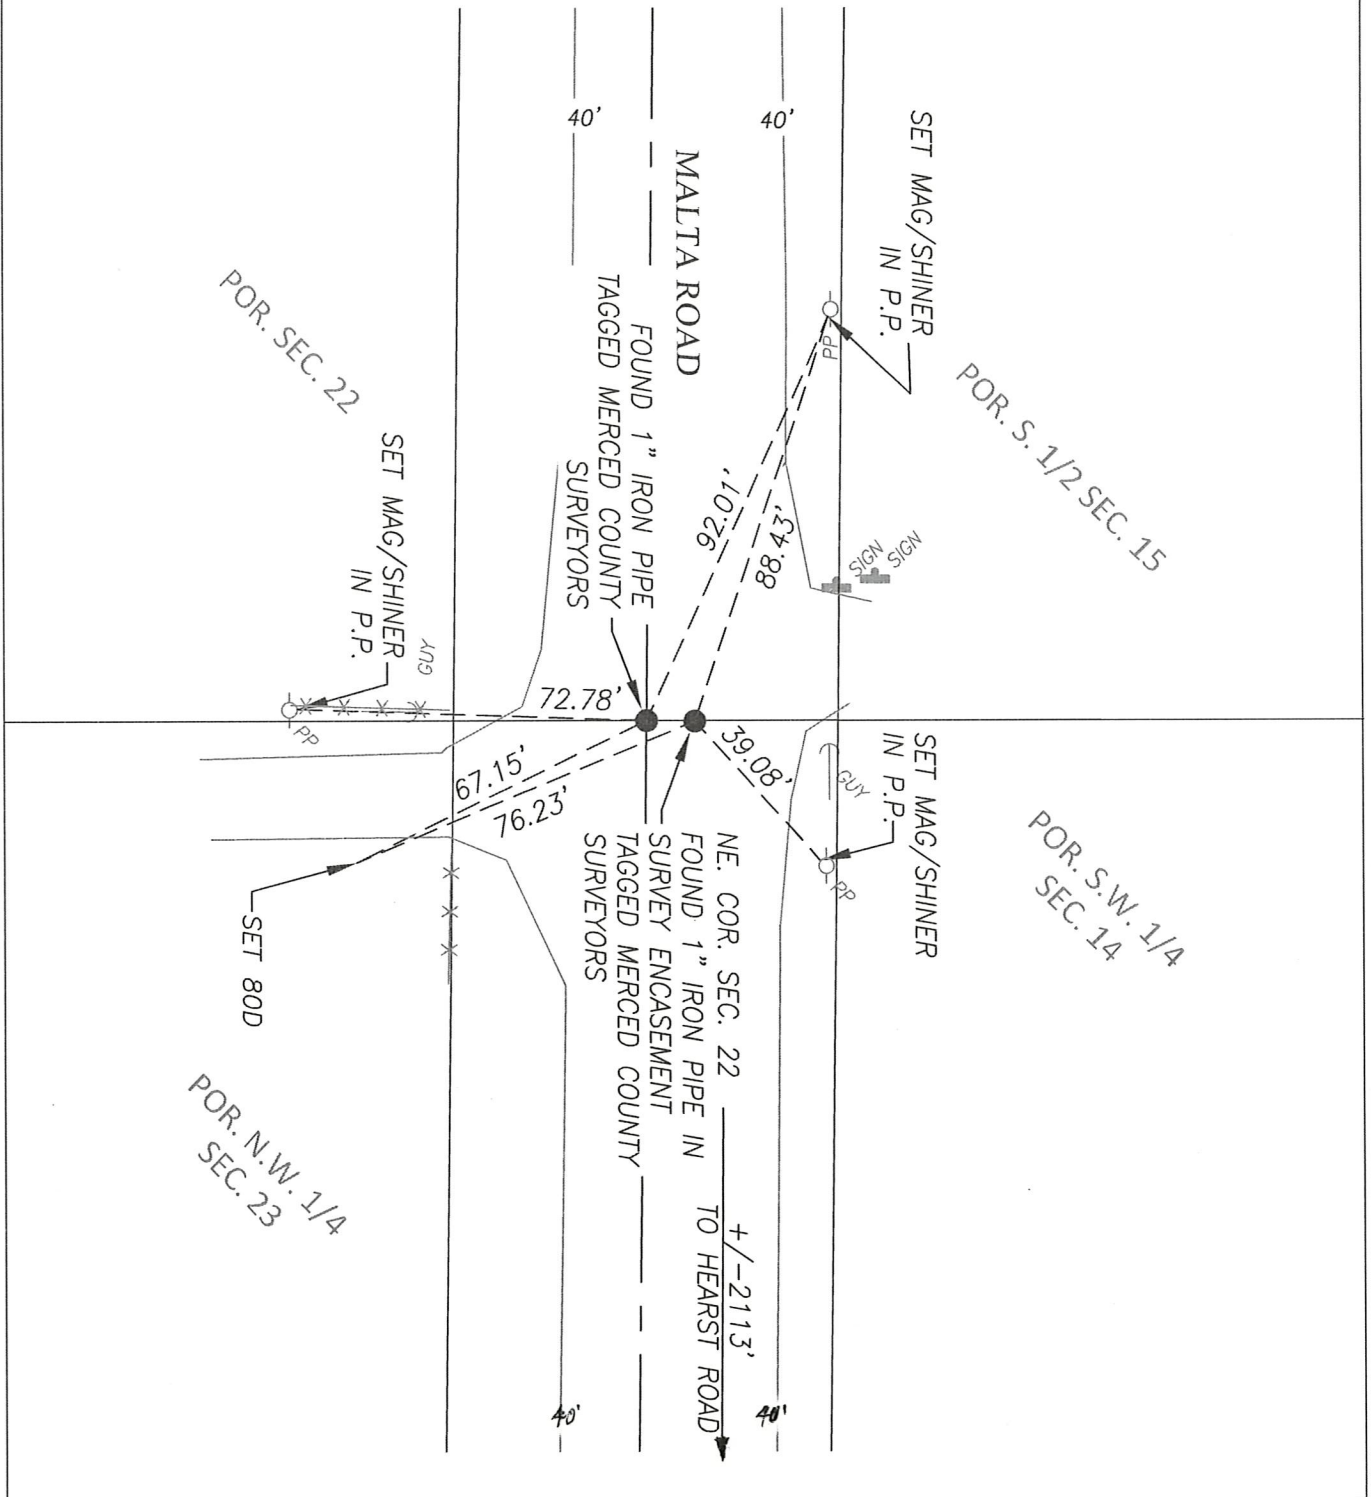 SET MAG/SHINER
IN P.P.
40'
40'
MALTA ROAD
PP
POR. S. 1/2 SEC. 15
POR. SEC. 22
FOUND 1" IRON PIPE
TAGGED MERCED COUNTY
SURVEYORS
SET MAG/SHINER
IN P.P.
92.01'
88.43'
SIGN
SIGN
GUY
PP
72.78'
67.15'
76.23'
39.08'
GUY
SET MAG/SHINER
IN P.P.
PP
POR. S.W. 1/4
SEC. 14
NE. COR. SEC. 22
FOUND 1" IRON PIPE IN
SURVEY ENCASEMENT
TAGGED MERCED COUNTY
SURVEYORS
SET 80D
POR. N.W. 1/4
SEC. 23
+/-2113'
TO HEARST ROAD
40'
40'